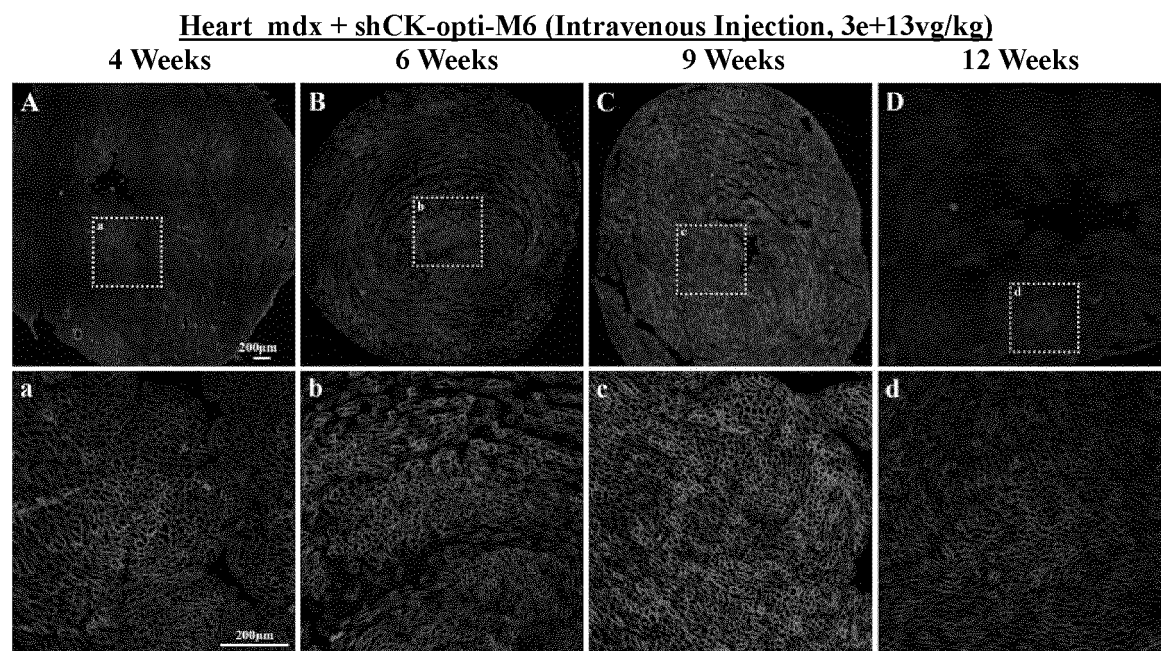 Heart mdx + shCK-opti-M6 (Intravenous Injection, 3e+13vg/kg)
4 Weeks 6 Weeks 9 Weeks 12 Weeks
A B C D
a b c d
200µm
a b c d
200µm